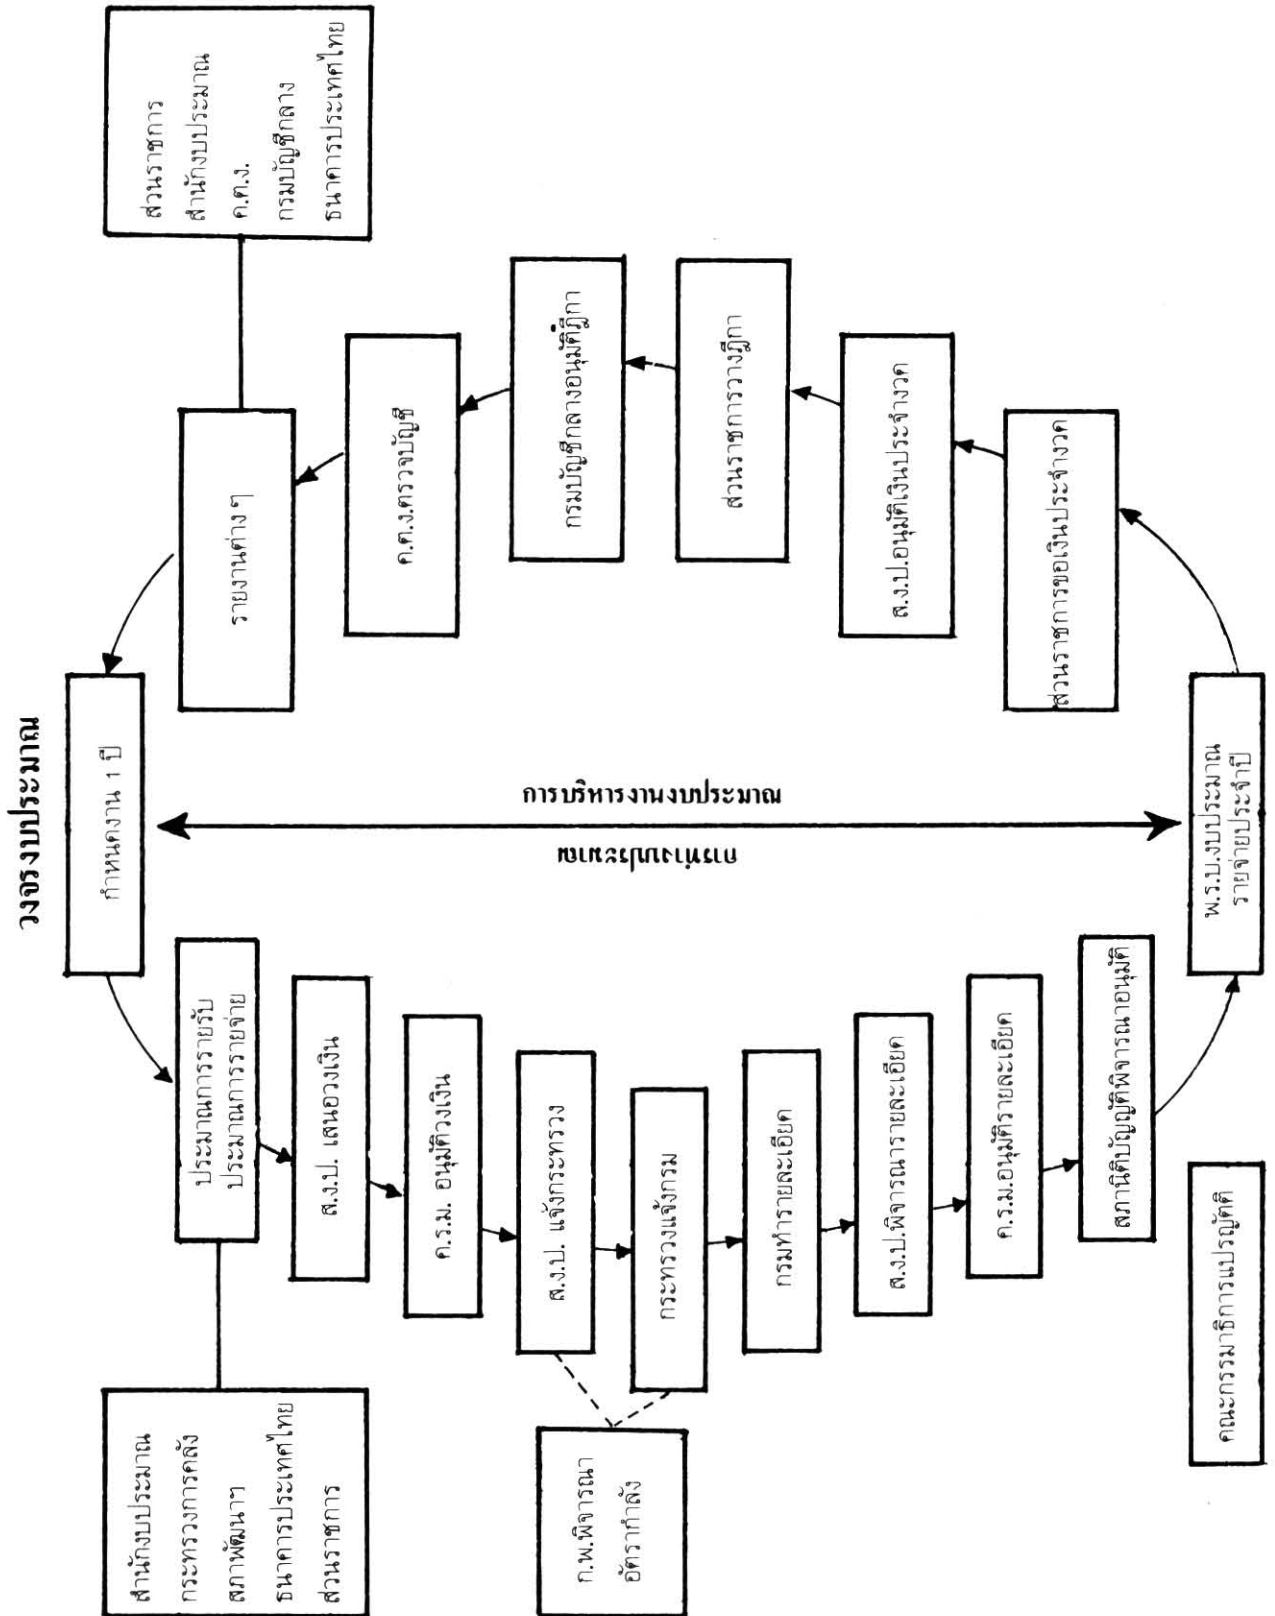 วงจรงบประมาณ
กำหนดงาน 1 ปี
ประมาณการรายรับ
ประมาณการรายจ่าย
สำนักงบประมาณ
กระทรวงการคลัง
สภาพัฒนาฯ
ธนาคารประเทศไทย
ส่วนราชการ
ส.ง.ป. เสนอวงเงิน
ค.ร.ม. อนุมัติวงเงิน
ส.ง.ป. แจ้งกระทรวง
กระทรวงแจ้งกรม
ก.พ.พิจารณา
อัตรากำลัง
กรมทำรายละเอียด
ส.ง.ป.พิจารณารายละเอียด
ค.ร.ม.อนุมัติรายละเอียด
สภานิติบัญญัติพิจารณาอนุมัติ
คณะกรรมาธิการแปรญัตติ
พ.ร.บ.งบประมาณ
รายจ่ายประจำปี
การทำงบประมาณ
การบริหารงานงบประมาณ
ส่วนราชการขอเงินประจำงวด
ส.ง.ป.อนุมัติเงินประจำงวด
ส่วนราชการวางฎีกา
กรมบัญชีกลางอนุมัติฎีกา
ค.ต.ง.ตรวจบัญชี
รายงานต่าง ๆ
ส่วนราชการ
สำนักงบประมาณ
ค.ต.ง.
กรมบัญชีกลาง
ธนาคารประเทศไทย